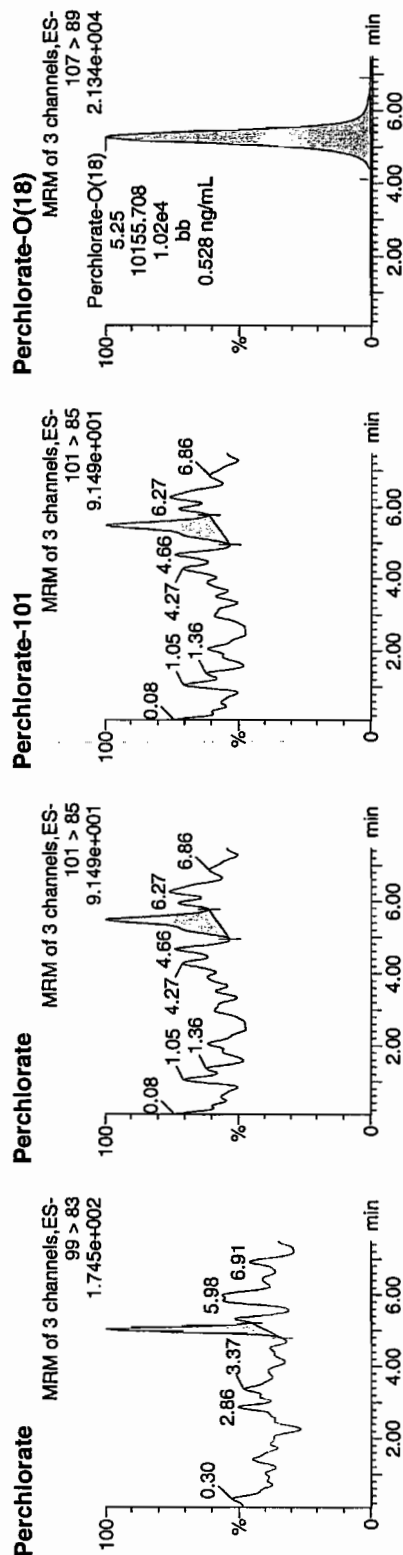 Perchlorate
MRM of 3 channels,ES-
99 > 83
1.745e+002
100
%
0
0.30
2.86
3.37
5.98
6.91
2.00
4.00
6.00
min
Perchlorate
MRM of 3 channels,ES-
101 > 85
9.149e+001
100
%
0
0.08
1.05
1.36
4.27
4.66
6.27
6.86
2.00
4.00
6.00
min
Perchlorate-101
MRM of 3 channels,ES-
101 > 85
9.149e+001
100
%
0
0.08
1.05
1.36
4.27
4.66
6.27
6.86
2.00
4.00
6.00
min
Perchlorate-O(18)
MRM of 3 channels,ES-
107 > 89
2.134e+004
Perchlorate-O(18)
5.25
10155.708
1.02e4
bb
0.528 ng/mL
100
%
0
2.00
4.00
6.00
min